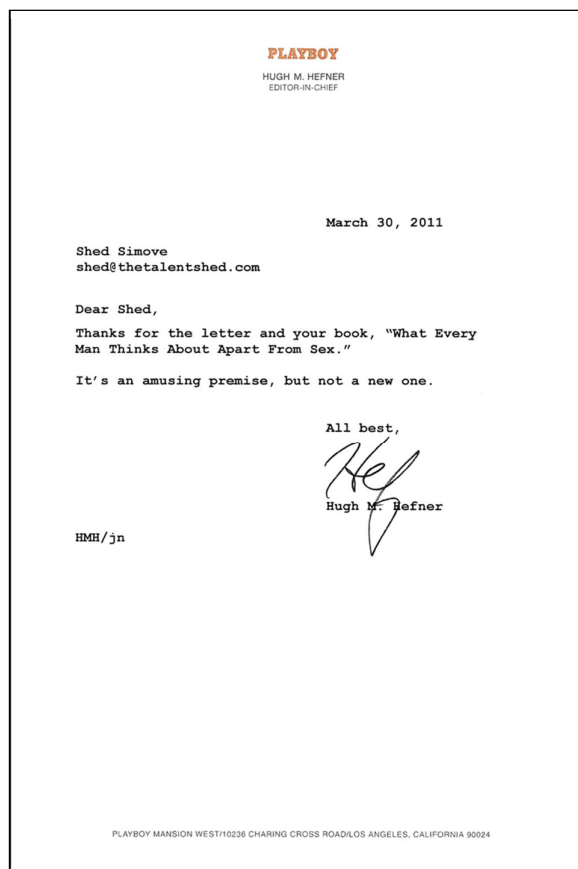 PLAYBOY
HUGH M. HEFNER
EDITOR-IN-CHIEF
March 30, 2011
Shed Simove
shed@thetalentshed.com
Dear Shed,
Thanks for the letter and your book, “What Every
Man Thinks About Apart From Sex.”
It’s an amusing premise, but not a new one.
All best,
Hef
Hugh M. Hefner
HMH/jn
PLAYBOY MANSION WEST/10236 CHARING CROSS ROAD/LOS ANGELES, CALIFORNIA 90024